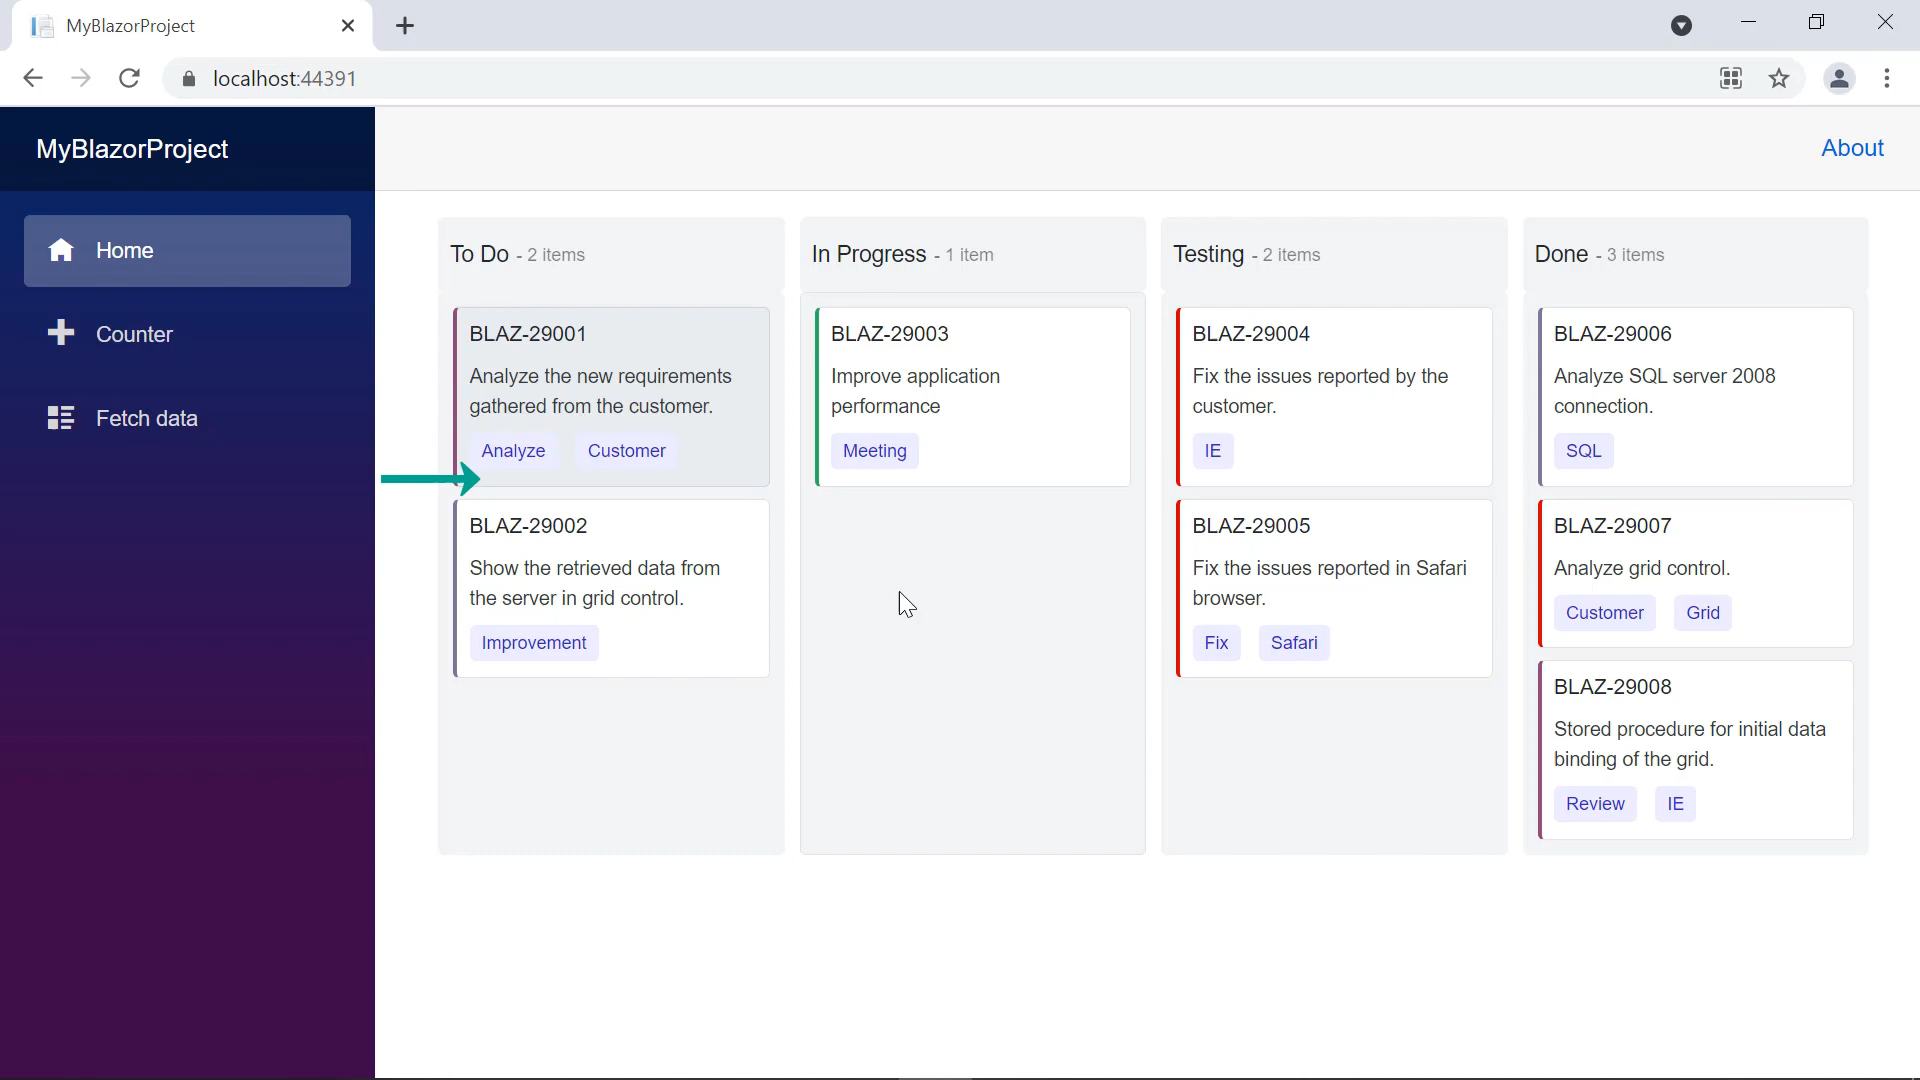 MyBlazorProject
localhost:44391
MyBlazorProject
About
Home
Counter
Fetch data
To Do - 2 items
BLAZ-29001
Analyze the new requirements
gathered from the customer.
Analyze Customer
BLAZ-29002
Show the retrieved data from
the server in grid control.
Improvement
In Progress - 1 item
BLAZ-29003
Improve application
performance
Meeting
Testing - 2 items
BLAZ-29004
Fix the issues reported by the
customer.
IE
BLAZ-29005
Fix the issues reported in Safari
browser.
Fix Safari
Done - 3 items
BLAZ-29006
Analyze SQL server 2008
connection.
SQL
BLAZ-29007
Analyze grid control.
Customer Grid
BLAZ-29008
Stored procedure for initial data
binding of the grid.
Review IE